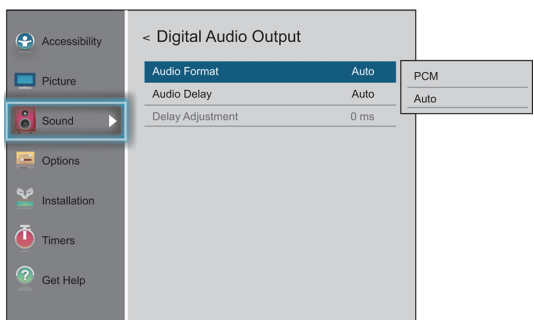 Accessibility
Picture
Sound
Options
Installation
Timers
Get Help
< Digital Audio Output
Audio Format Auto
Audio Delay Auto
Delay Adjustment 0 ms
PCM
Auto